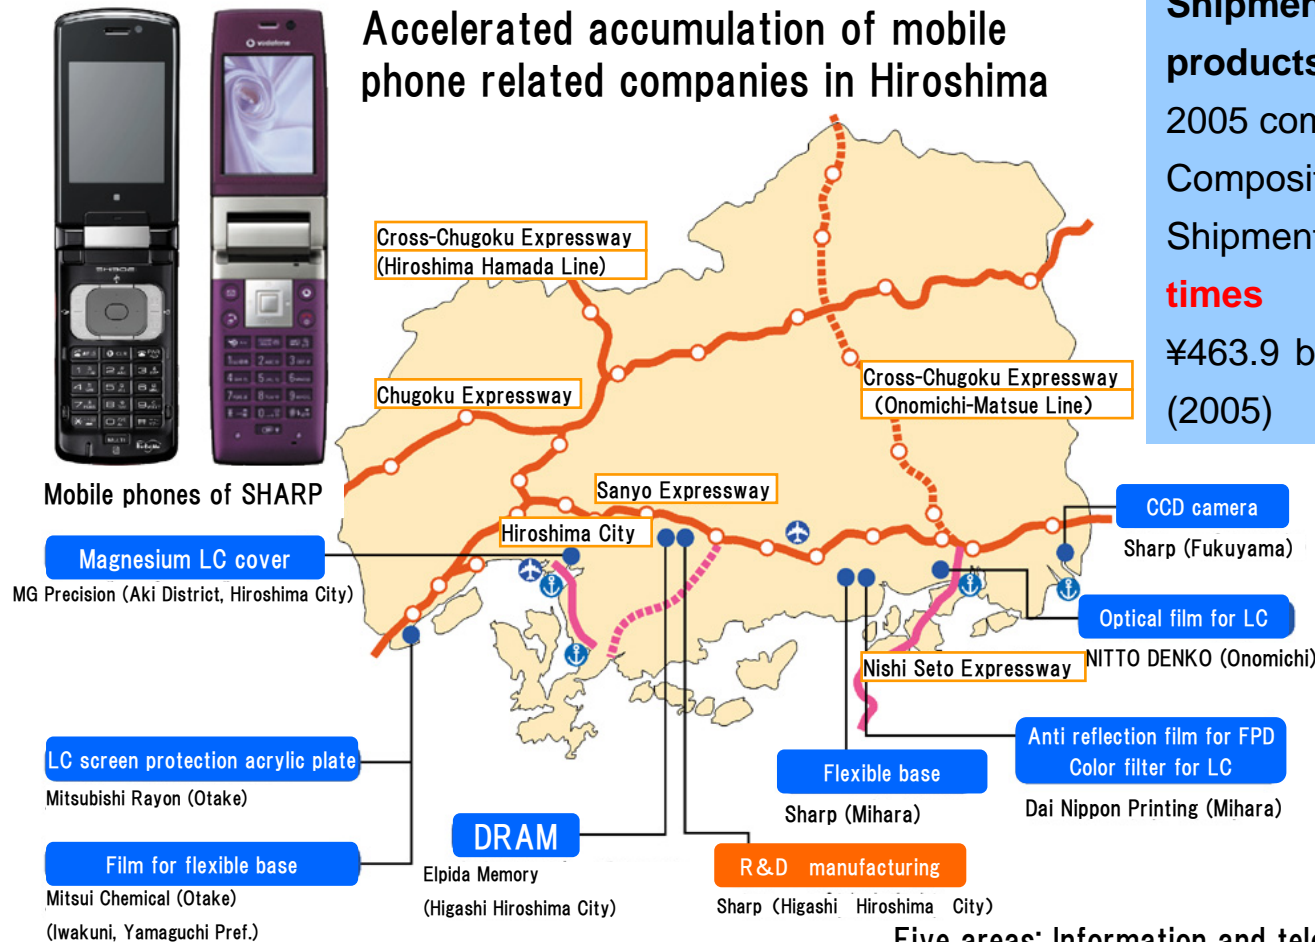 Accelerated accumulation of mobile
phone related companies in Hiroshima
Shipmen
products
2005 com
Composit
Shipment
times
¥463.9 b
(2005)
vodafone
Mobile phones of SHARP
Cross-Chugoku Expressway
(Hiroshima Hamada Line)
Chugoku Expressway
Cross-Chugoku Expressway
(Onomichi-Matsue Line)
Sanyo Expressway
Hiroshima City
Nishi Seto Expressway
Magnesium LC cover
MG Precision (Aki District, Hiroshima City)
CCD camera
Sharp (Fukuyama)
Optical film for LC
NITTO DENKO (Onomichi)
LC screen protection acrylic plate
Mitsubishi Rayon (Otake)
Film for flexible base
Mitsui Chemical (Otake)
(Iwakuni, Yamaguchi Pref.)
DRAM
Elpida Memory
(Higashi Hiroshima City)
R&D manufacturing
Sharp (Higashi Hiroshima City)
Flexible base
Sharp (Mihara)
Anti reflection film for FPD
Color filter for LC
Dai Nippon Printing (Mihara)
Five areas: Information and tele